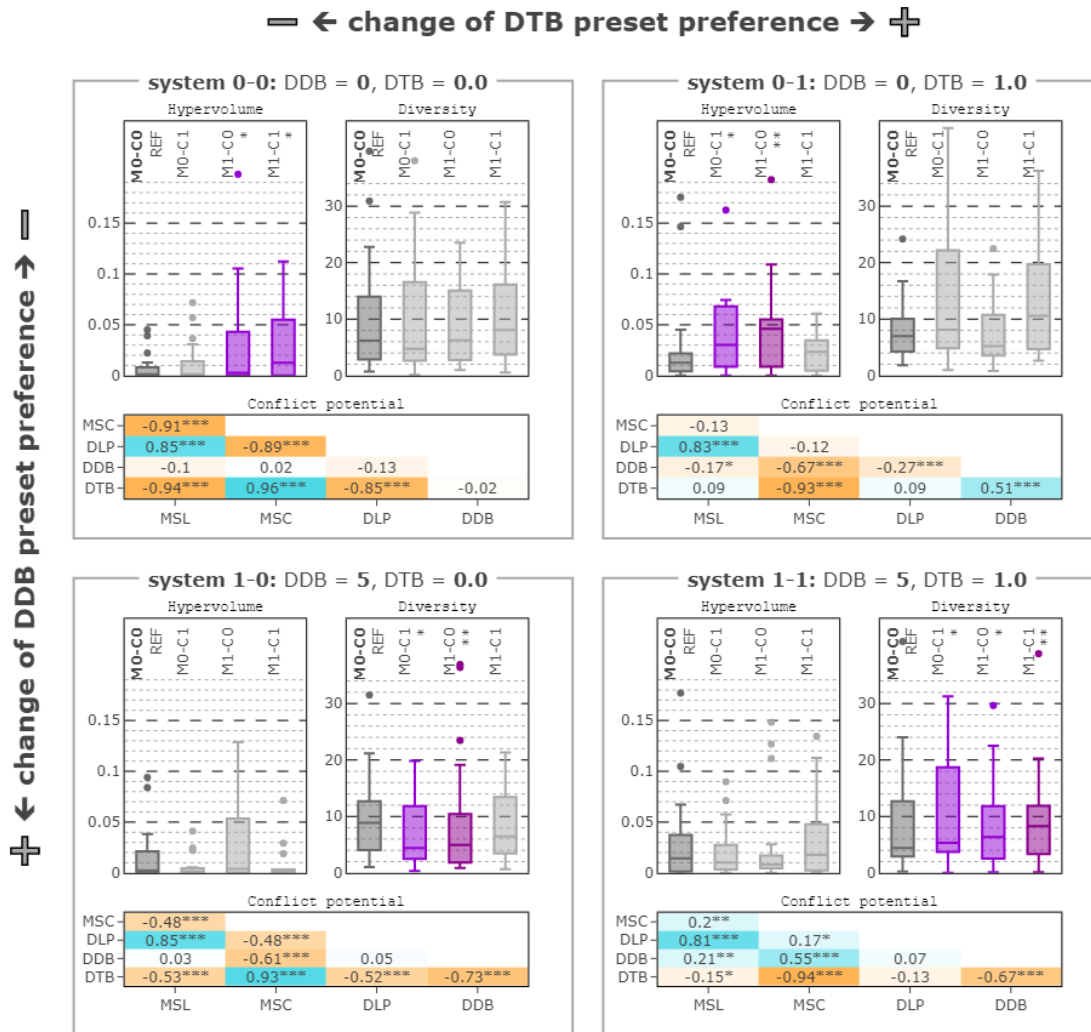 − ← change of DTB preset preference → +
+ ← change of DDB preset preference → −
system 0-0: DDB = 0, DTB = 0.0
Hypervolume
Diversity
M0-C0 REF
M0-C1
M1-C0 *
M1-C1 *
M0-C0 REF
M0-C1
M1-C0
M1-C1
0.15
0.1
0.05
0
30
20
10
0
Conflict potential
MSC -0.91***
DLP 0.85*** -0.89***
DDB -0.1 0.02 -0.13
DTB -0.94*** 0.96*** -0.85*** -0.02
MSL MSC DLP DDB
system 0-1: DDB = 0, DTB = 1.0
Hypervolume
Diversity
M0-C0 REF
M0-C1 *
M1-C0 **
M1-C1
M0-C0 REF
M0-C1
M1-C0
M1-C1
0.15
0.1
0.05
0
30
20
10
0
Conflict potential
MSC -0.13
DLP 0.83*** -0.12
DDB -0.17* -0.67*** -0.27***
DTB 0.09 -0.93*** 0.09 0.51***
MSL MSC DLP DDB
system 1-0: DDB = 5, DTB = 0.0
Hypervolume
Diversity
M0-C0 REF
M0-C1
M1-C0
M1-C1
M0-C0 REF
M0-C1 *
M1-C0 **
M1-C1
0.15
0.1
0.05
0
30
20
10
0
Conflict potential
MSC -0.48***
DLP 0.85*** -0.48***
DDB 0.03 -0.61*** 0.05
DTB -0.53*** 0.93*** -0.52*** -0.73***
MSL MSC DLP DDB
system 1-1: DDB = 5, DTB = 1.0
Hypervolume
Diversity
M0-C0 REF
M0-C1
M1-C0
M1-C1
M0-C0 REF
M0-C1 *
M1-C0 *
M1-C1 **
0.15
0.1
0.05
0
30
20
10
0
Conflict potential
MSC 0.2**
DLP 0.81*** 0.17*
DDB 0.21** 0.55*** 0.07
DTB -0.15* -0.94*** -0.13 -0.67***
MSL MSC DLP DDB